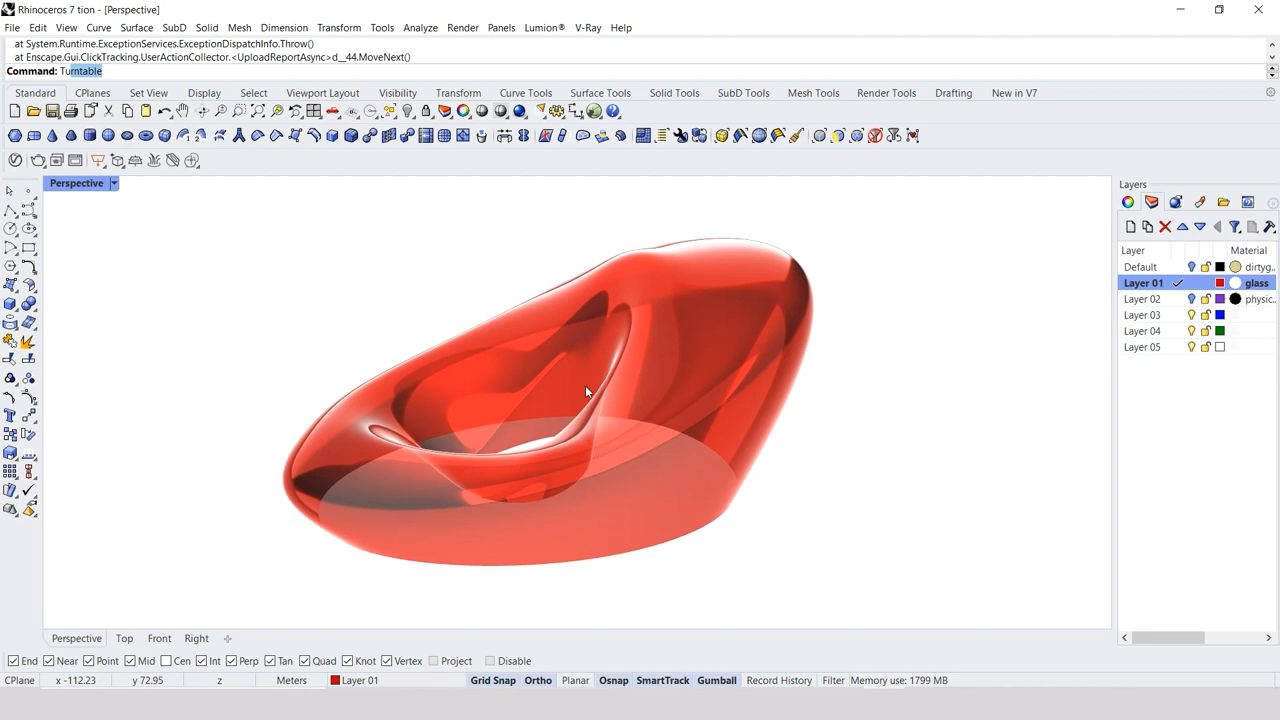 Rhinoceros 7 tion - [Perspective]
File Edit View Curve Surface SubD Solid Mesh Dimension Transform Tools Analyze Render Panels Lumion® V-Ray Help
at System.Runtime.ExceptionServices.ExceptionDispatchInfo.Throw()
at Enscape.Gui.ClickTracking.UserActionCollector.<UploadReportAsync>d__44.MoveNext()
Command: Turntable
Standard CPlanes Set View Display Select Viewport Layout Visibility Transform Curve Tools Surface Tools Solid Tools SubD Tools Mesh Tools Render Tools Drafting New in V7
Perspective
Layers
Layer Material
Default dirtyg...
Layer 01 glass
Layer 02 physic...
Layer 03
Layer 04
Layer 05
Perspective Top Front Right
End Near Point Mid Cen Int Perp Tan Quad Knot Vertex Project Disable
CPlane x -112.23 y 72.95 z Meters Layer 01 Grid Snap Ortho Planar Osnap SmartTrack Gumball Record History Filter Memory use: 1799 MB